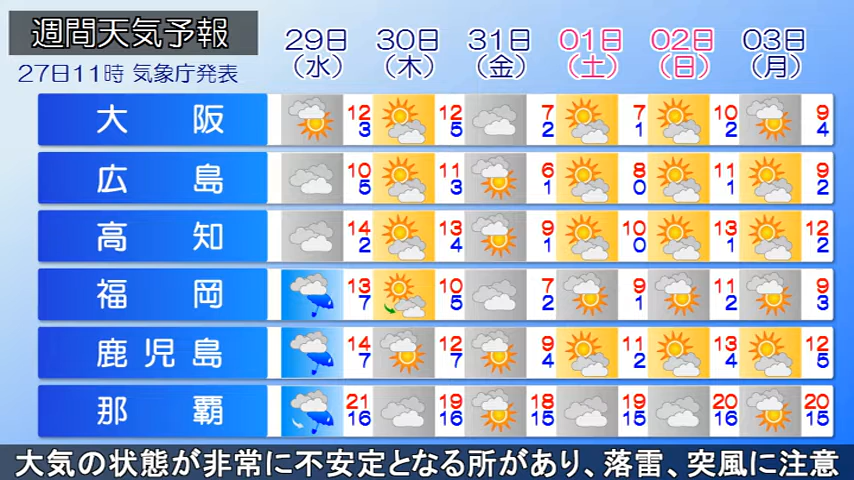 週間天気予報
27日11時 気象庁発表
29日 30日 31日 01日 02日 03日
(水) (木) (金) (土) (日) (月)
大阪 12 3 12 5 7 2 7 1 10 2 9 4
広島 10 5 11 3 6 1 8 0 11 1 9 2
高知 14 2 13 4 9 1 10 0 13 1 12 2
福岡 13 7 10 5 7 2 9 1 11 2 9 3
鹿児島 14 7 12 7 9 4 11 2 13 4 12 5
那覇 21 16 19 16 18 15 19 15 20 16 20 15
大気の状態が非常に不安定となる所があり、落雷、突風に注意